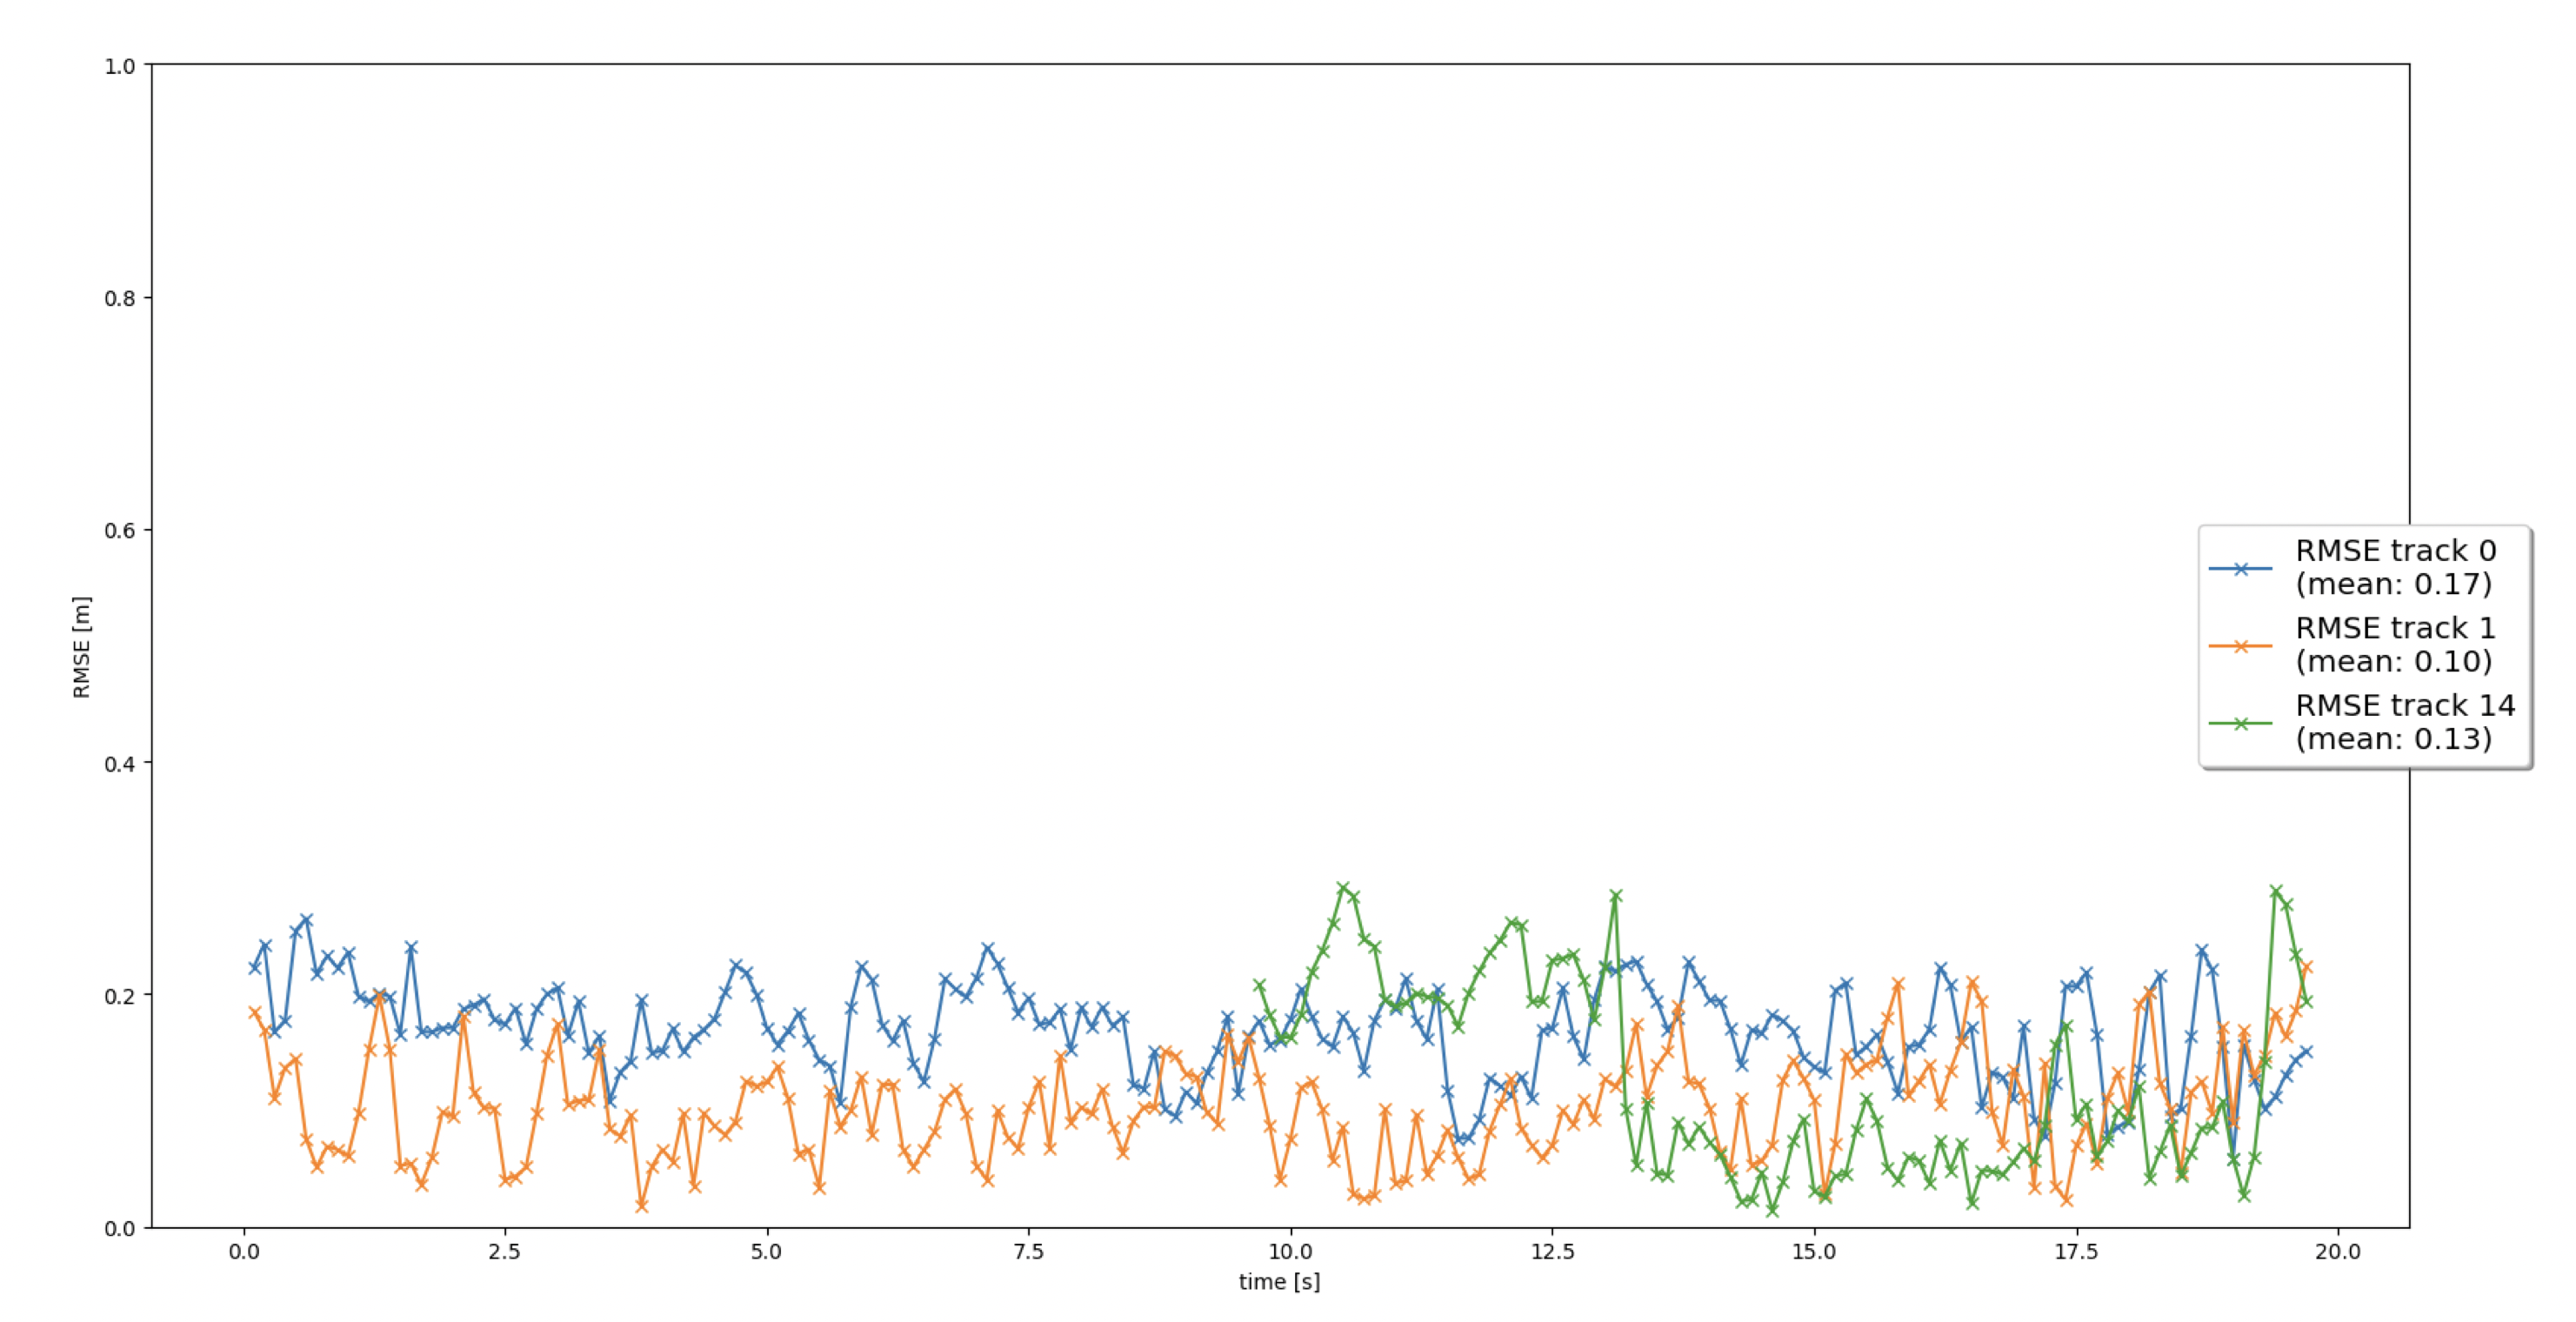 1.0
0.8
0.6
0.4
0.2
0.0
RMSE [m]
0.0 2.5 5.0 7.5 10.0 12.5 15.0 17.5 20.0
time [s]
RMSE track 0
(mean: 0.17)
RMSE track 1
(mean: 0.10)
RMSE track 14
(mean: 0.13)